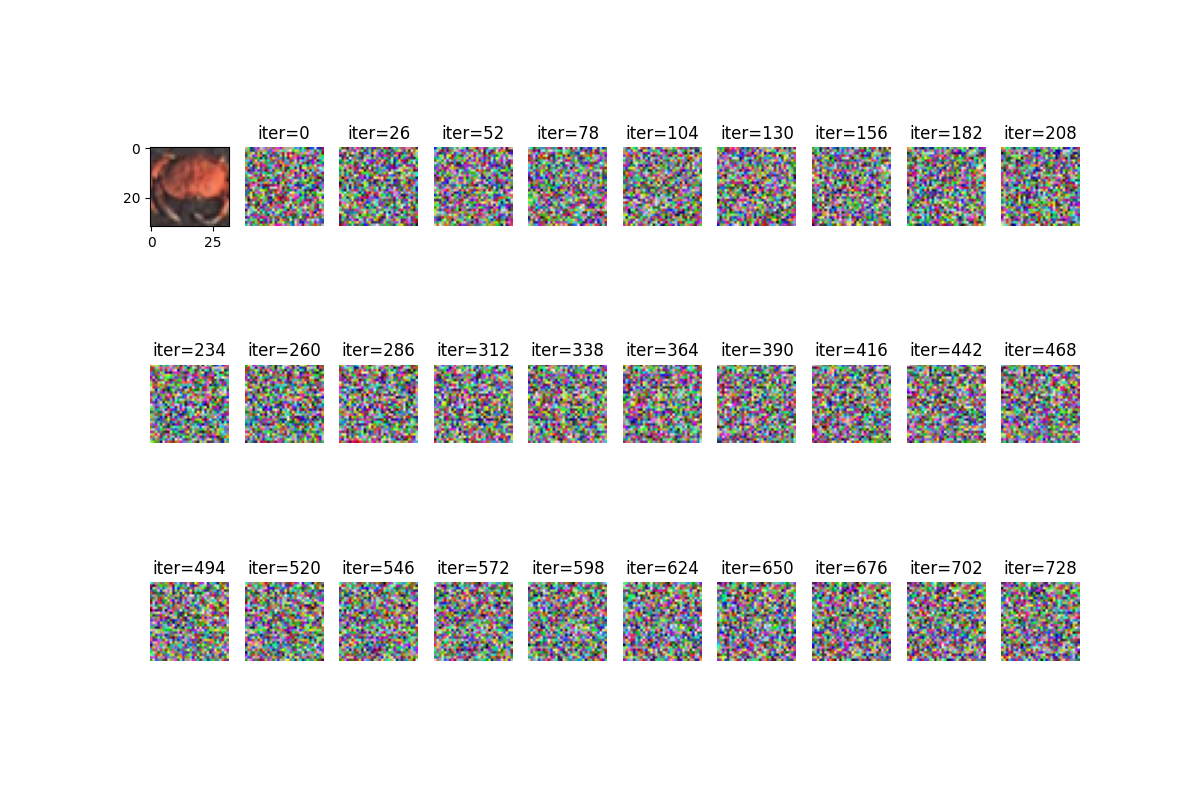 iter=0 iter=26 iter=52 iter=78 iter=104 iter=130 iter=156 iter=182 iter=208
0
20
0 25
iter=234 iter=260 iter=286 iter=312 iter=338 iter=364 iter=390 iter=416 iter=442 iter=468
iter=494 iter=520 iter=546 iter=572 iter=598 iter=624 iter=650 iter=676 iter=702 iter=728